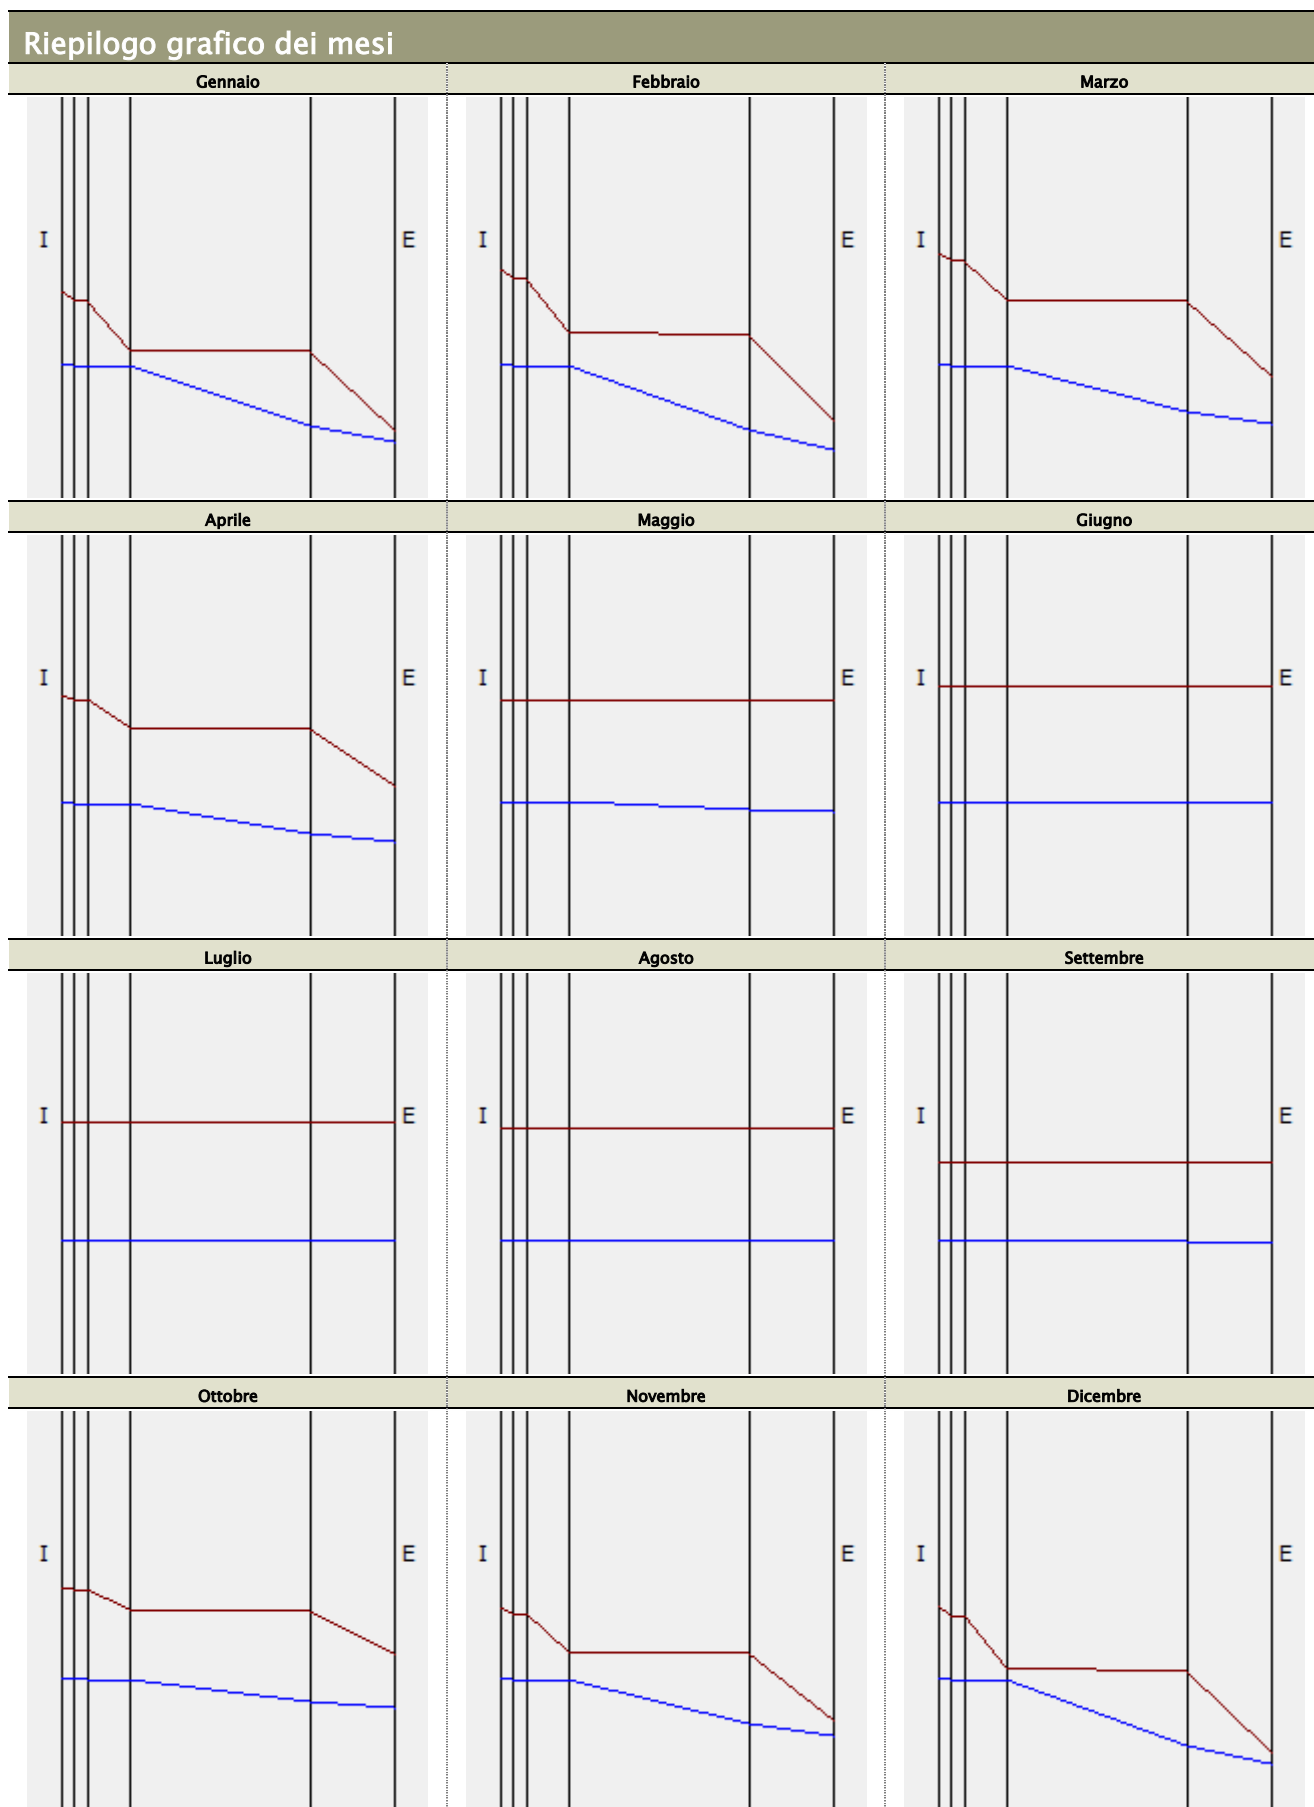 Riepilogo grafico dei mesi
Gennaio Febbraio Marzo
I E I E I E
Aprile Maggio Giugno
I E I E I E
Luglio Agosto Settembre
I E I E I E
Ottobre Novembre Dicembre
I E I E I E